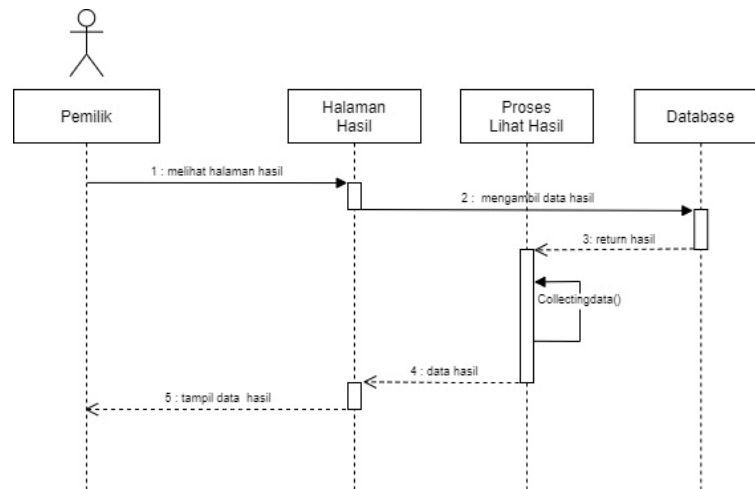 Pemilik
Halaman
Hasil
Proses
Lihat Hasil
Database
1 : melihat halaman hasil
2 : mengambil data hasil
3: return hasil
Collectingdata()
4 : data hasil
5 : tampil data hasil